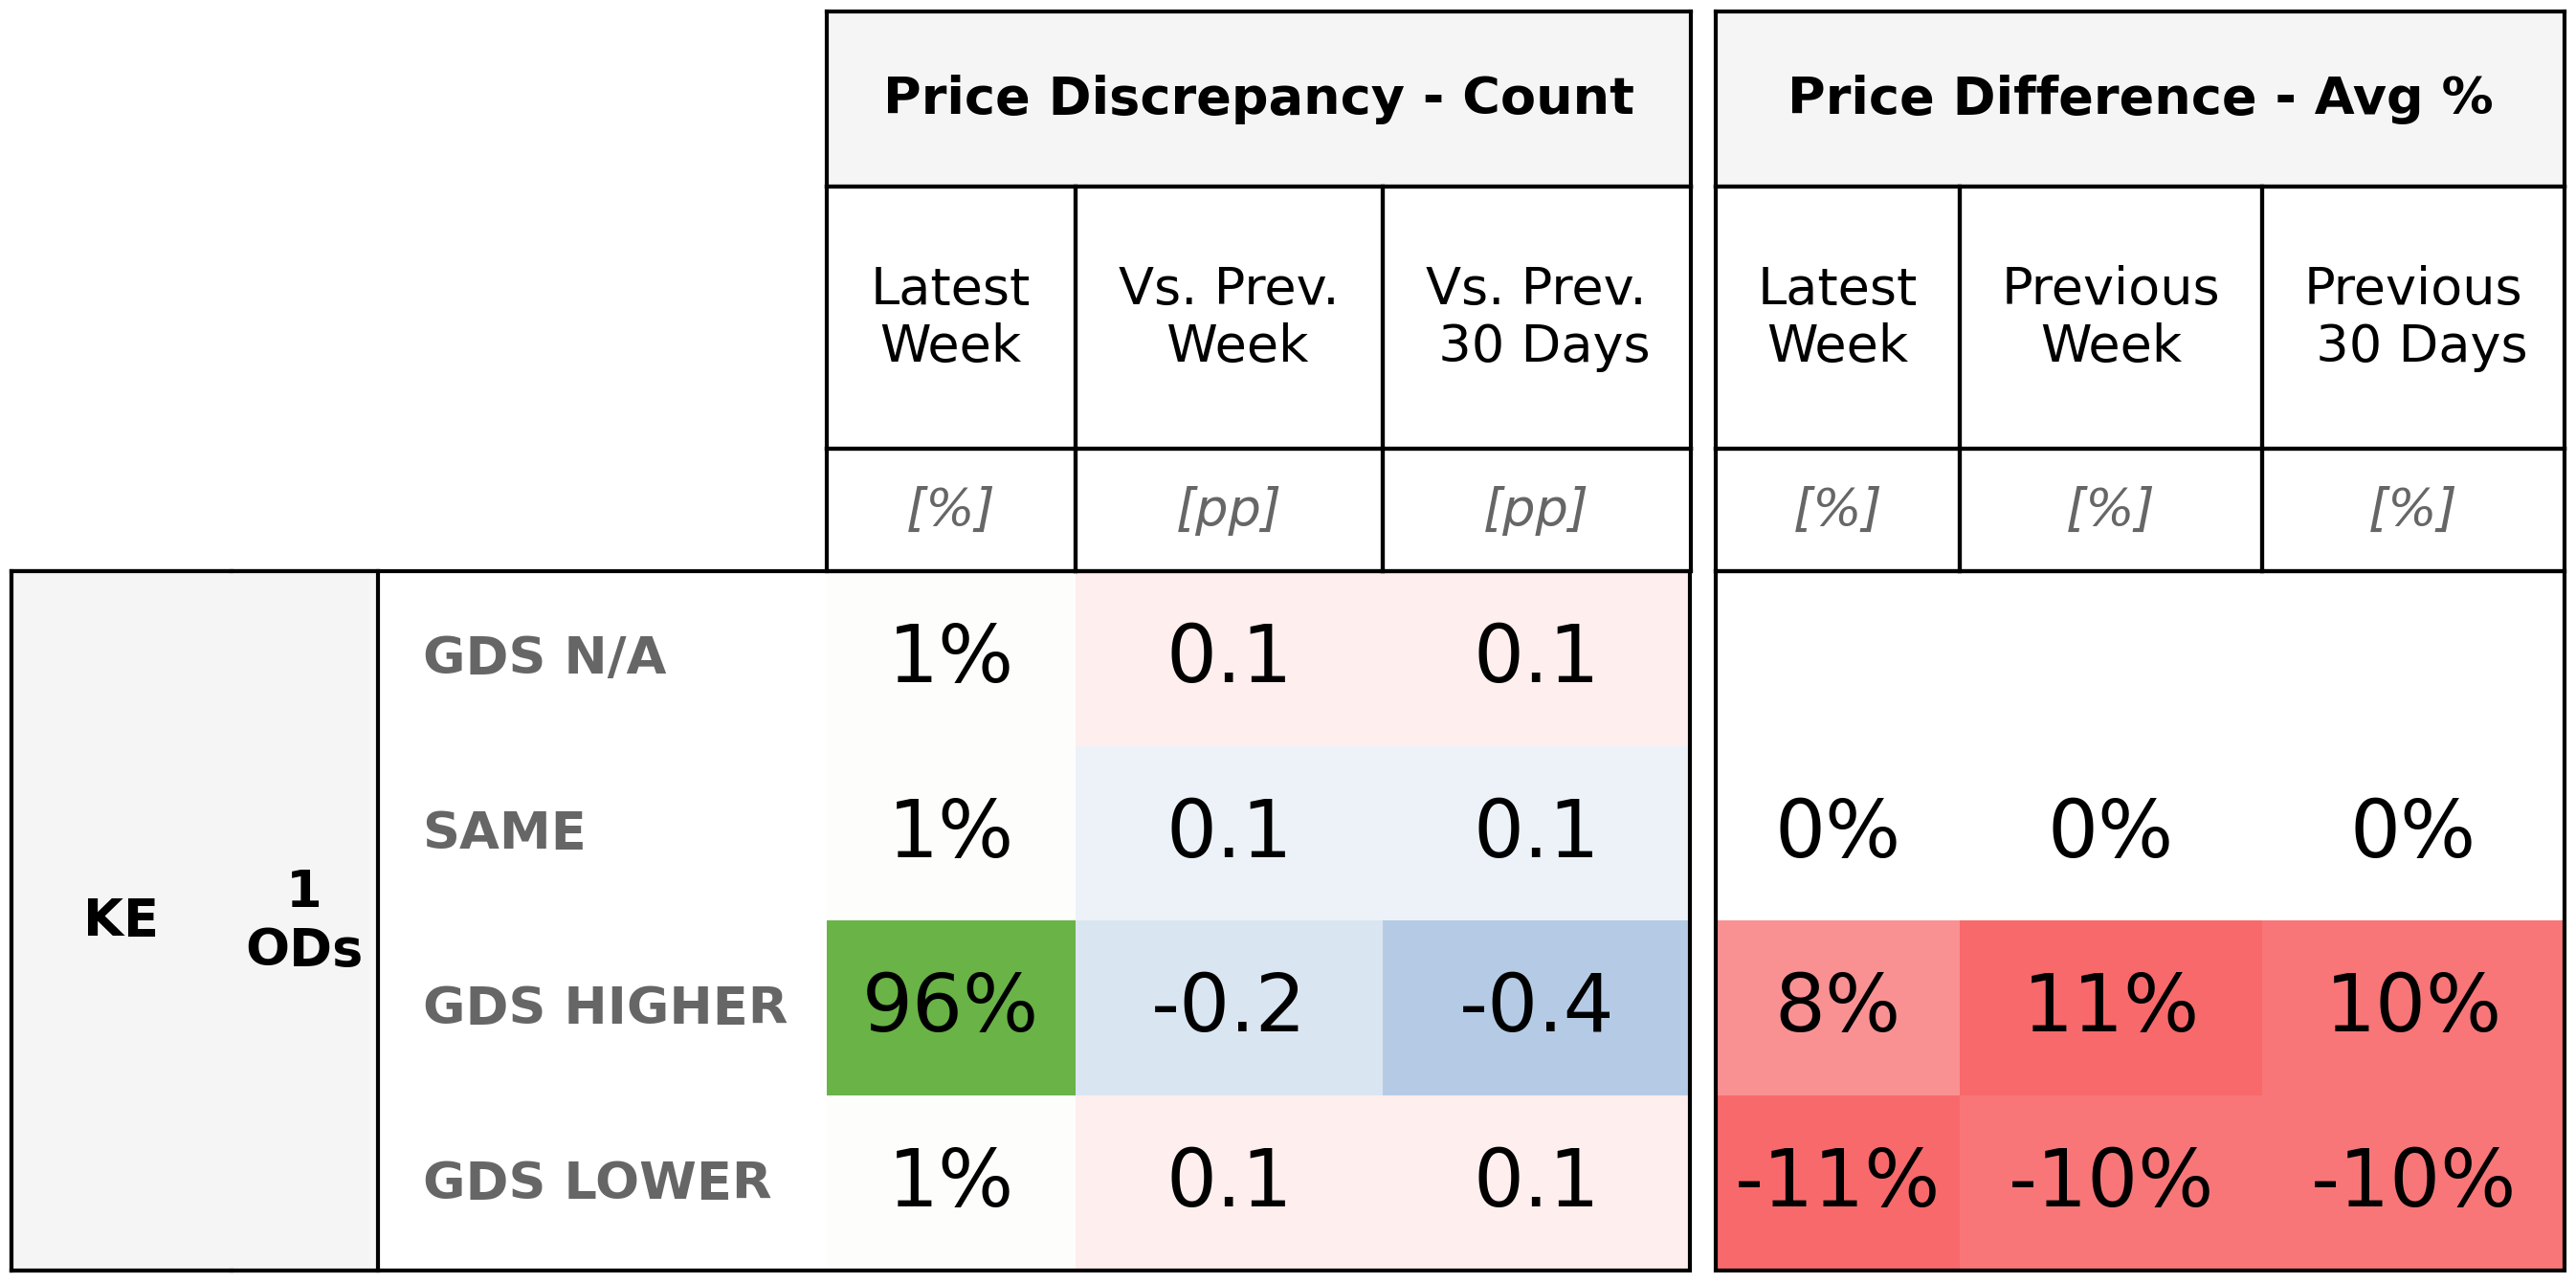 Price Discrepancy - Count Price Difference - Avg %
Latest Vs. Prev. Vs. Prev. Latest Previous Previous
Week Week 30 Days Week Week 30 Days
[%] [pp] [pp] [%] [%] [%]
GDS N/A 1% 0.1 0.1
SAME 1% 0.1 0.1 0% 0% 0%
KE 1
ODs
GDS HIGHER 96% -0.2 -0.4 8% 11% 10%
GDS LOWER 1% 0.1 0.1 -11% -10% -10%